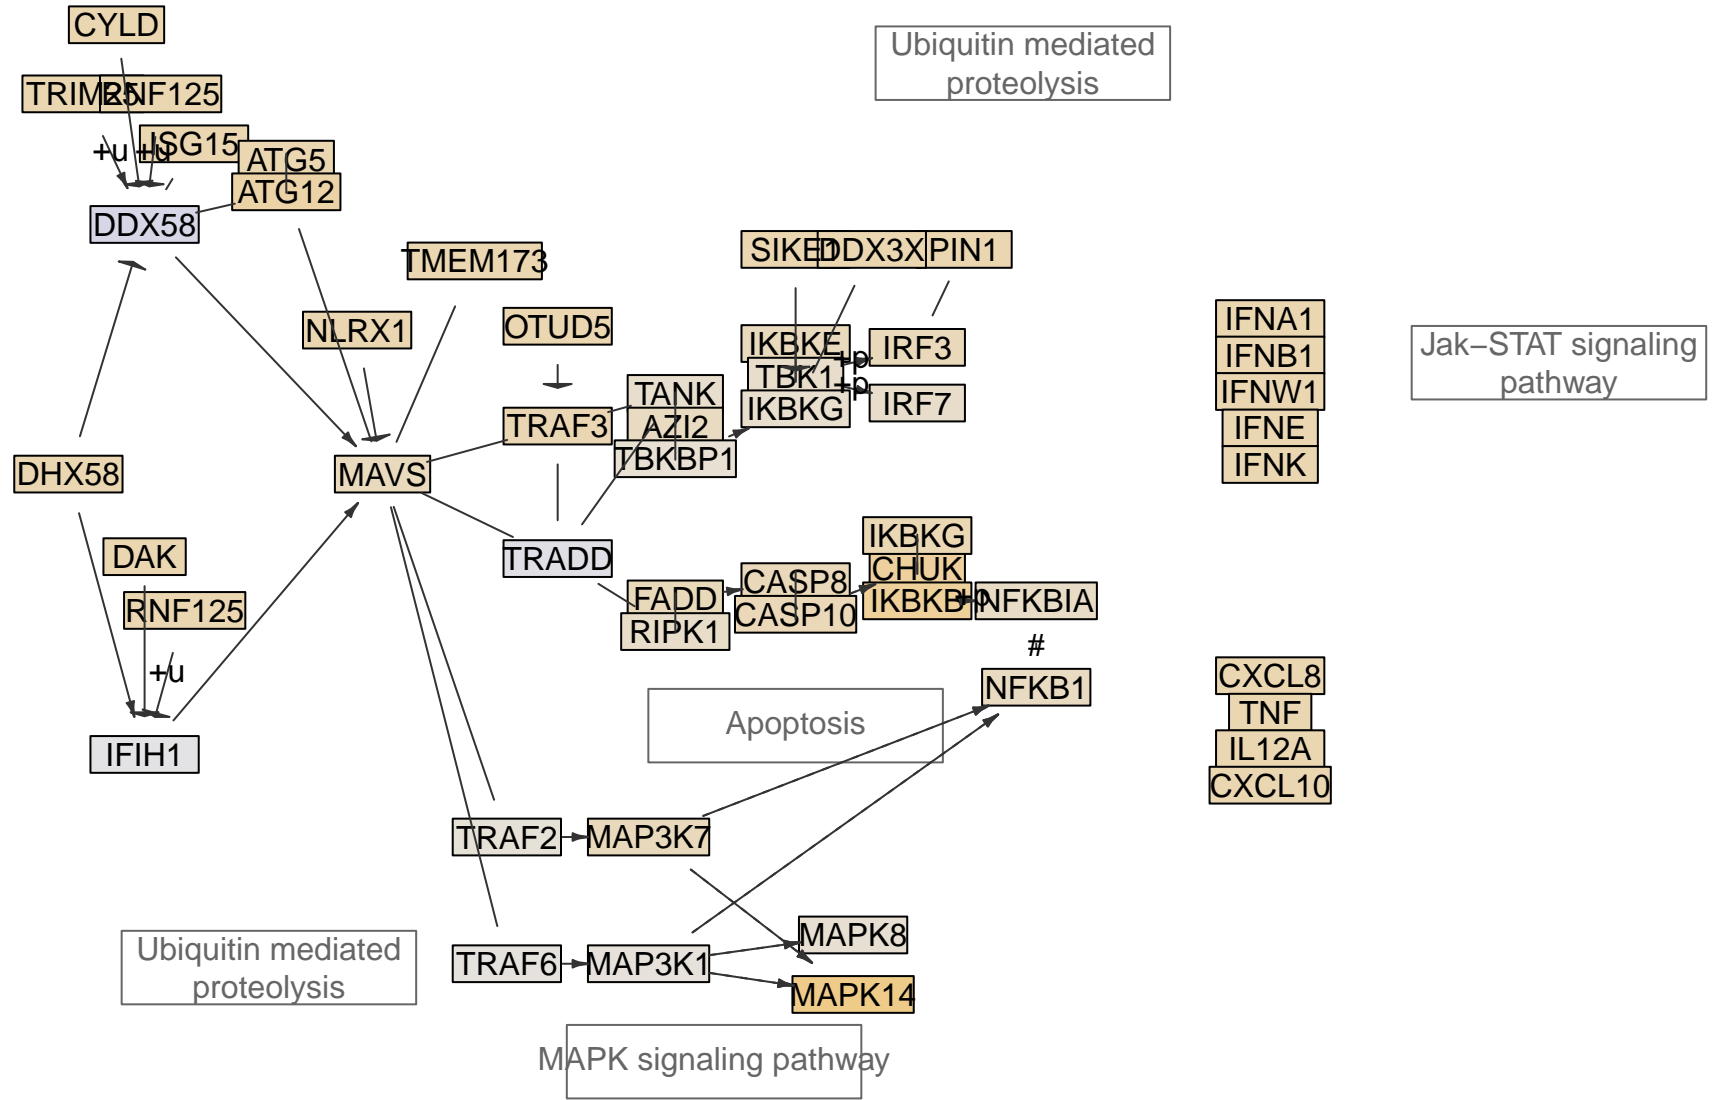 CYLD
Ubiquitin mediated
proteolysis
TRIM25
RNF125
+u
+u
ISG15
ATG5
ATG12
DDX58
TMEM173
SIKE1
DDX3X
PIN1
NLRX1
OTUD5
IKBKE
TBK1
IKBKG
+p
+p
IRF3
IRF7
IFNA1
IFNB1
IFNW1
IFNE
IFNK
Jak−STAT signaling
pathway
TRAF3
TANK
AZI2
TBKBP1
DHX58
MAVS
DAK
RNF125
+u
TRADD
FADD
RIPK1
CASP8
CASP10
IKBKG
CHUK
IKBKB
+p
NFKBIA
#
NFKB1
CXCL8
TNF
IL12A
CXCL10
IFIH1
Apoptosis
TRAF2
MAP3K7
Ubiquitin mediated
proteolysis
TRAF6
MAP3K1
MAPK8
MAPK14
MAPK signaling pathway